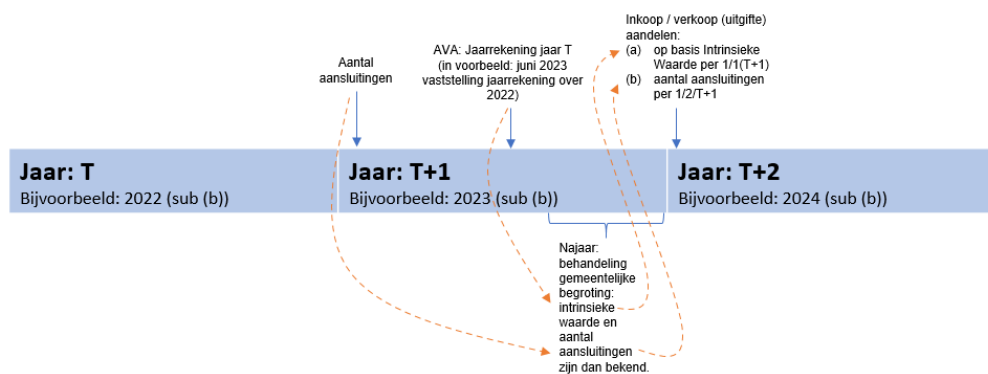 Aantal
aansluitingen
AVA: Jaarrekening jaar T
(in voorbeeld: juni 2023
vaststelling jaarrekening over
2022)
Inkoop / verkoop (uitgifte)
aandelen:
(a) op basis Intrinsieke
Waarde per 1/1(T+1)
(b) aantal aansluitingen
per 1/2/T+1
Jaar: T
Bijvoorbeeld: 2022 (sub (b))
Jaar: T+1
Bijvoorbeeld: 2023 (sub (b))
Jaar: T+2
Bijvoorbeeld: 2024 (sub (b))
Najaar:
behandeling
gemeentelijke
begroting:
intrinsieke
waarde en
aantal
aansluitingen
zijn dan bekend.